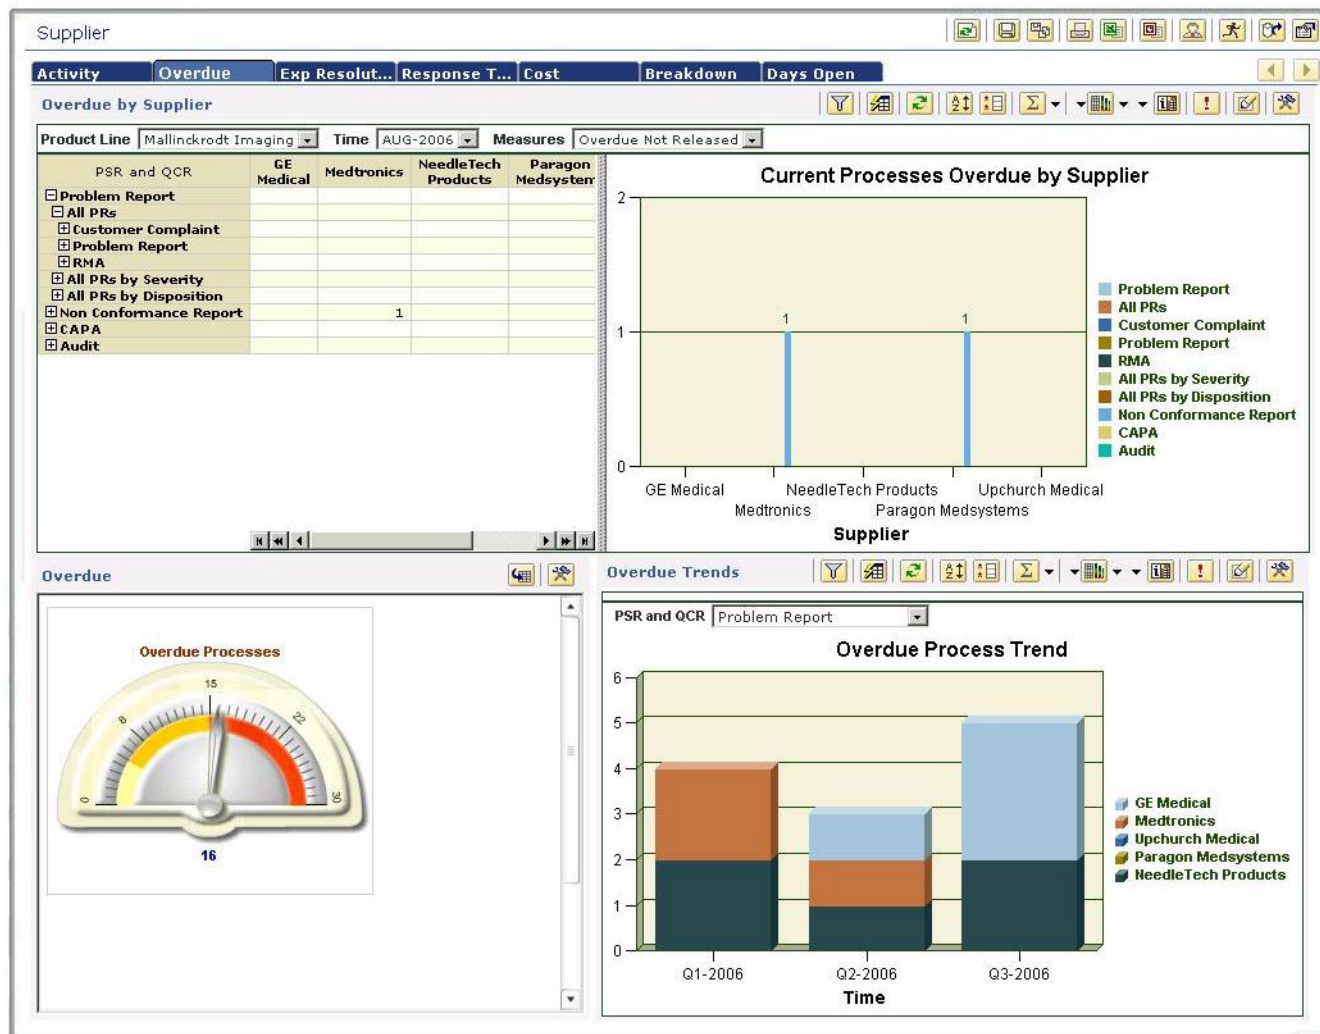 Supplier
Activity Overdue Exp Resolut... Response T... Cost Breakdown Days Open
Overdue by Supplier
Product Line Mallinckrodt Imaging Time AUG-2006 Measures Overdue Not Released
PSR and QCR GE Medical Medtronics NeedleTech Products Paragon Medsystem
Problem Report
All PRs
Customer Complaint
Problem Report
RMA
All PRs by Severity
All PRs by Disposition
Non Conformance Report 1
CAPA
Audit
Current Processes Overdue by Supplier
2
1
0
1 1
GE Medical
Medtronics
NeedleTech Products
Paragon Medsystems
Upchurch Medical
Supplier
Problem Report
All PRs
Customer Complaint
Problem Report
RMA
All PRs by Severity
All PRs by Disposition
Non Conformance Report
CAPA
Audit
Overdue
Overdue Processes
0 8 15 22 30
16
Overdue Trends
PSR and QCR Problem Report
Overdue Process Trend
6
5
4
3
2
1
0
Q1-2006 Q2-2006 Q3-2006
Time
GE Medical
Medtronics
Upchurch Medical
Paragon Medsystems
NeedleTech Products